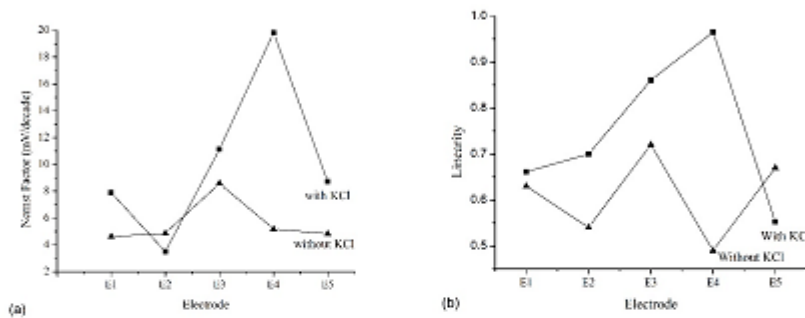 20
18
16
14
12
10
8
6
4
2
Nernst Factor (mV/decade)
with KCl
without KCl
E1 E2 E3 E4 E5
Electrode
(a)
1.0
0.9
0.8
0.7
0.6
0.5
Linearity
With KC
Without KCl
E1 E2 E3 E4 E5
Electrode
(b)